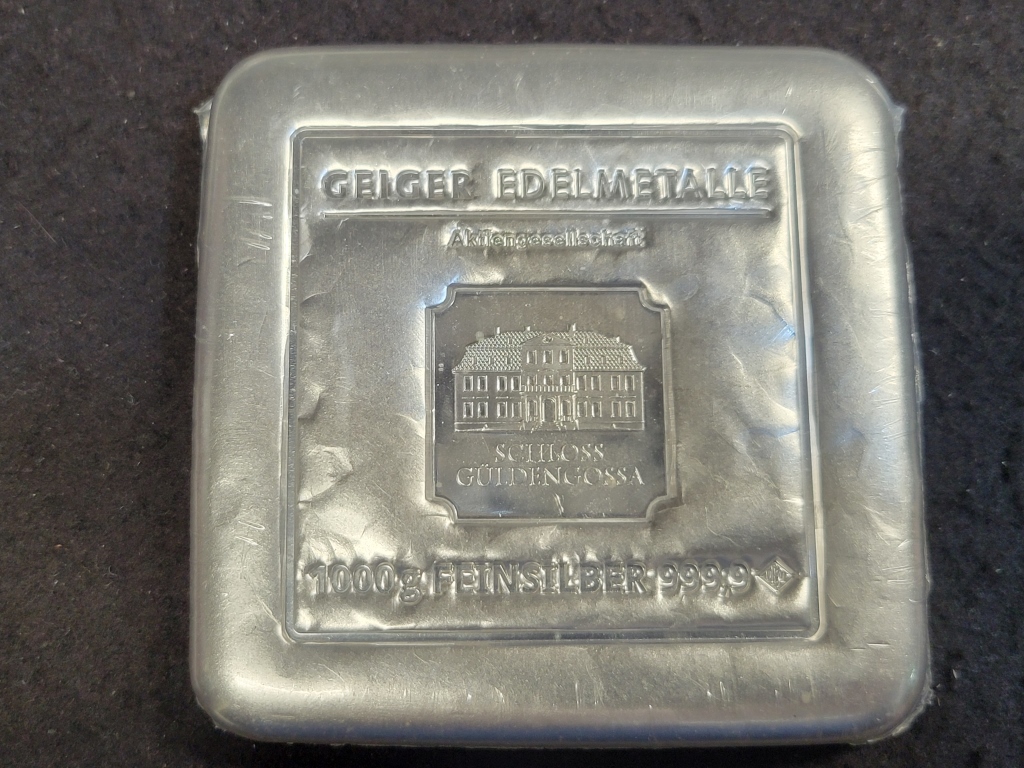 GEIGER EDELMETALLE
Aktiengesellschaft
SCHLOSS
GÜLDENGOSSA
1000g FEINSILBER 999,9